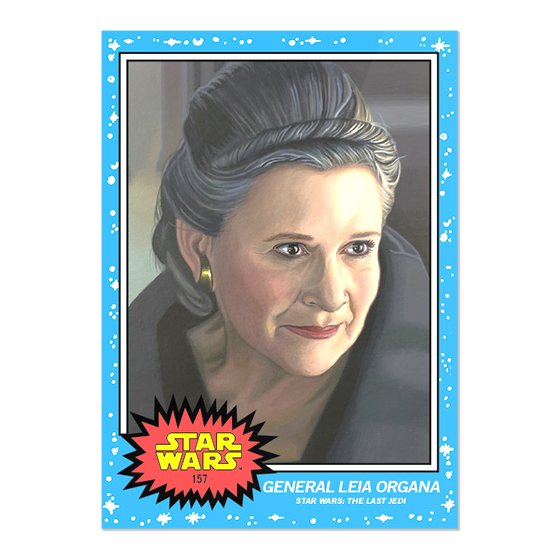 STAR
WARS
157
GENERAL LEIA ORGANA
STAR WARS: THE LAST JEDI